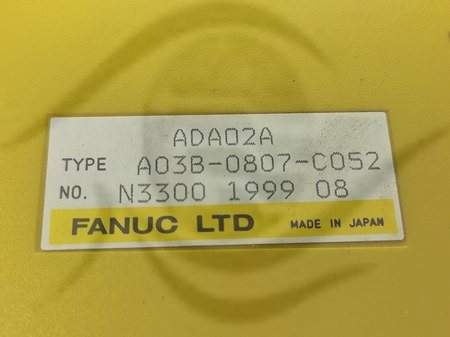 ADA02A
TYPE A03B-0807-C052
NO. N3300 1999 08
FANUC LTD MADE IN JAPAN